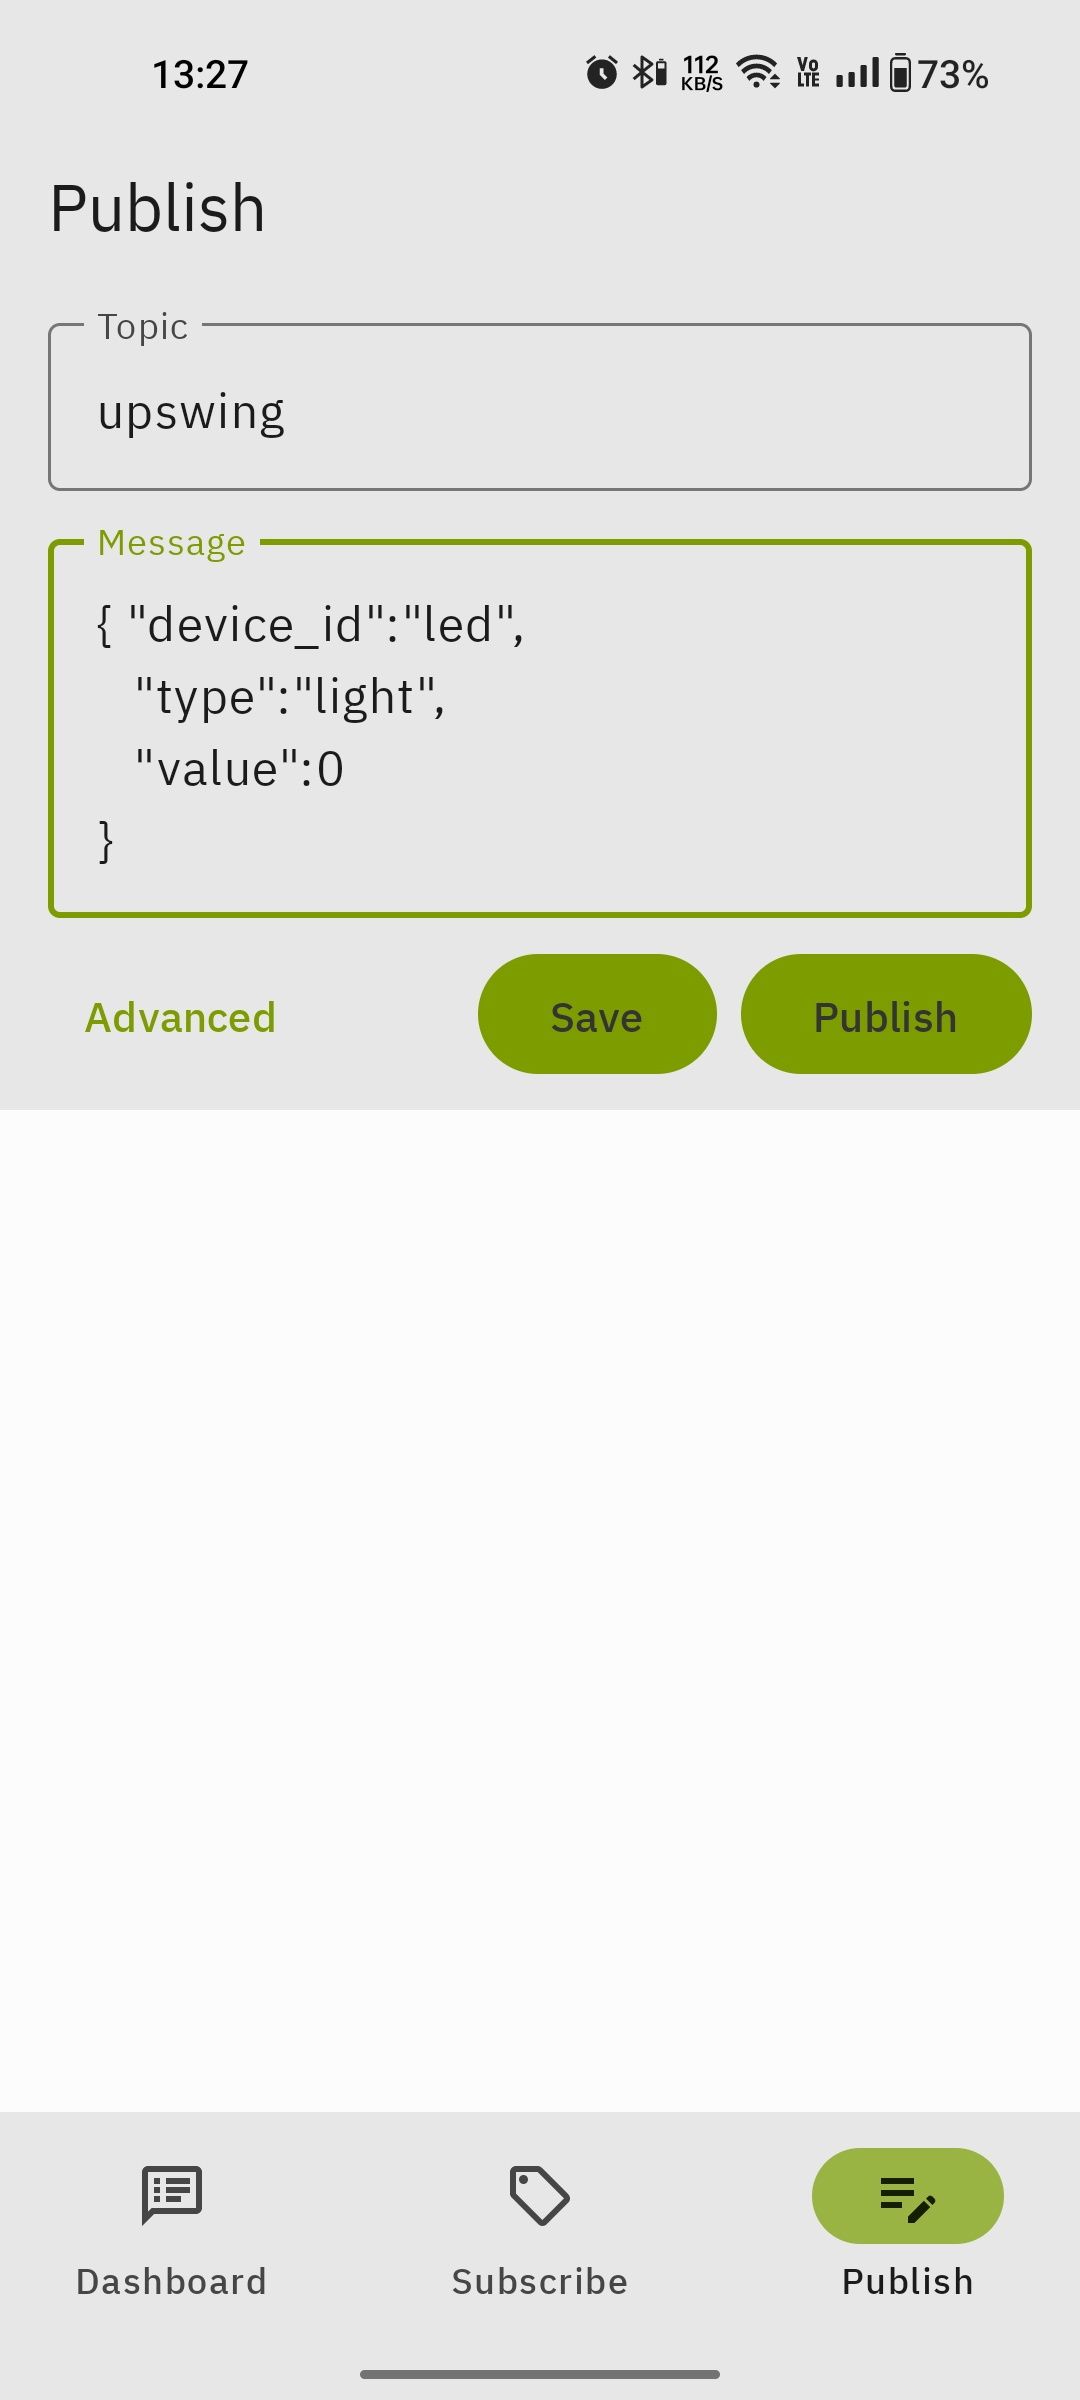 13:27
112
KB/S
Vo
LTE
73%
Publish
Topic
upswing
Message
{ "device_id":"led",
"type":"light",
"value":0
}
Advanced
Save
Publish
Dashboard
Subscribe
Publish